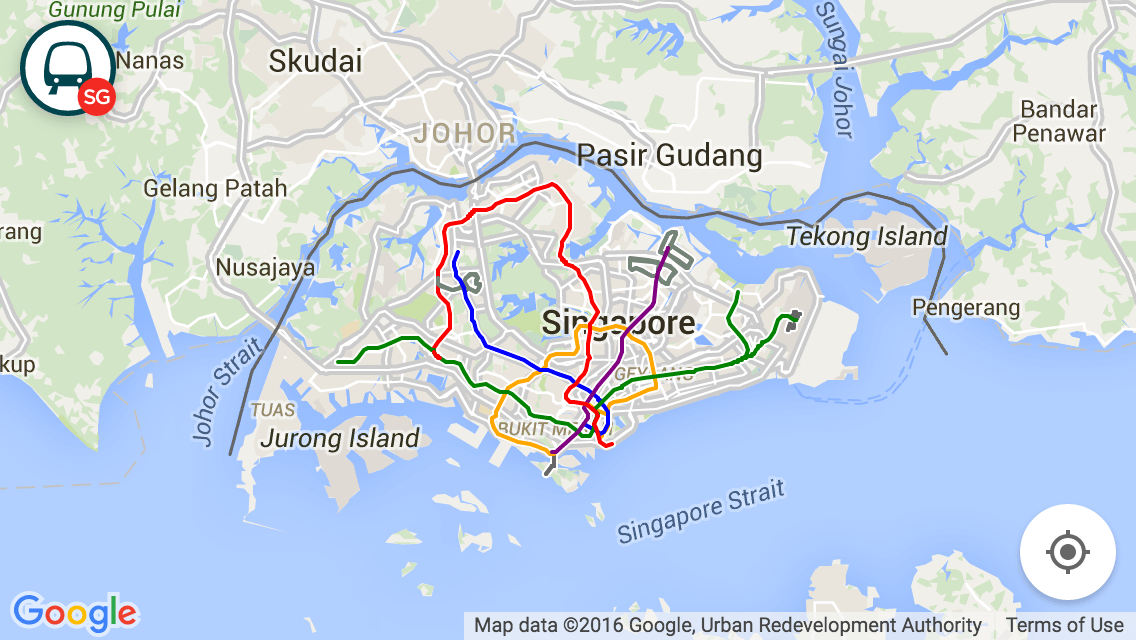 Gunung Pulai
Nanas
SG
Skudai
JOHOR
Sungai Johor
Bandar
Penawar
Pasir Gudang
Gelang Patah
rang
Tekong Island
Nusajaya
Pengerang
Singapore
kup
Johor Strait
GEYLANG
TUAS
Jurong Island
BUKIT M
Singapore Strait
Google
Map data ©2016 Google, Urban Redevelopment Authority
Terms of Use